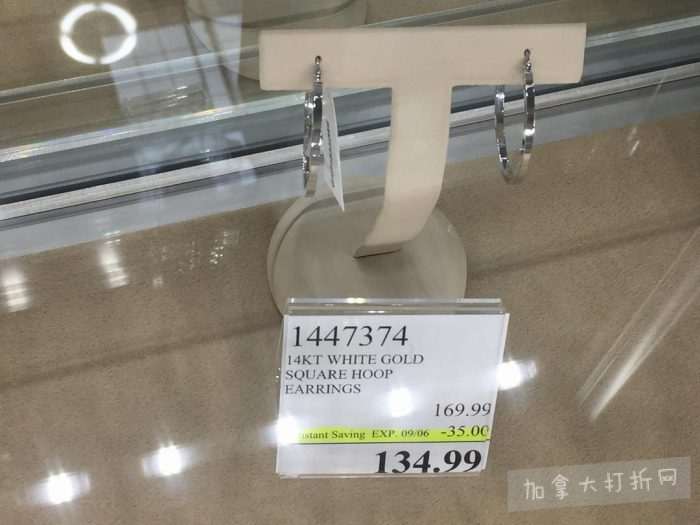 1447374
14KT WHITE GOLD
SQUARE HOOP
EARRINGS
169.99
Instant Saving EXP. 09/06 -35.00
134.99
加拿大打折网